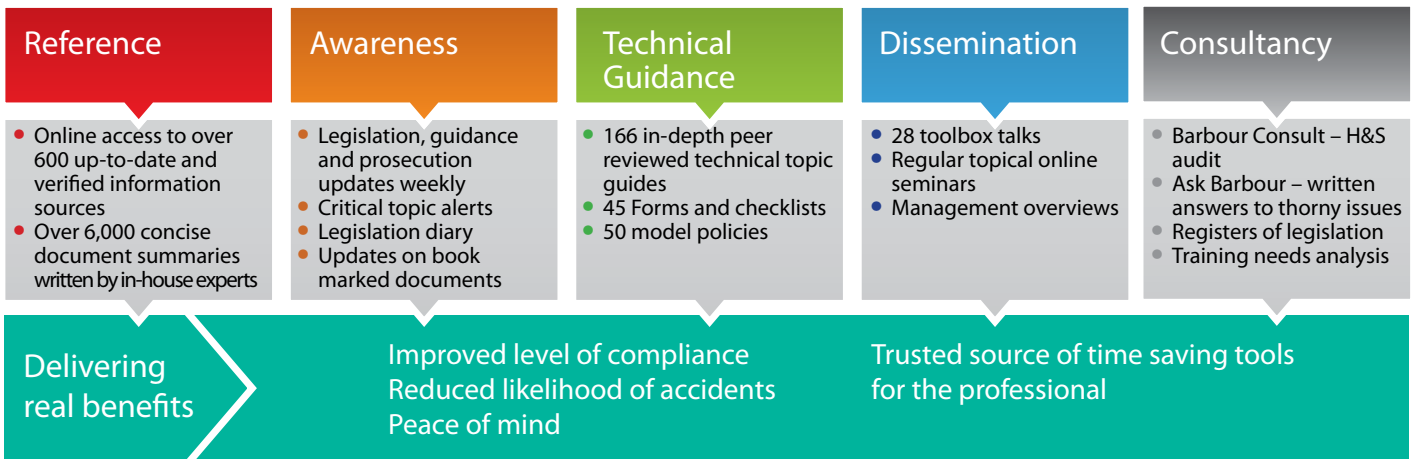 Reference
Online access to over
600 up-to-date and
verified information
sources
Over 6,000 concise
document summaries
written by in-house experts
Awareness
Legislation, guidance
and prosecution
updates weekly
Critical topic alerts
Legislation diary
Updates on book
marked documents
Technical
Guidance
166 in-depth peer
reviewed technical topic
guides
45 Forms and checklists
50 model policies
Dissemination
28 toolbox talks
Regular topical online
seminars
Management overviews
Consultancy
Barbour Consult – H&S
audit
Ask Barbour – written
answers to thorny issues
Registers of legislation
Training needs analysis
Delivering
real benefits
Improved level of compliance
Reduced likelihood of accidents
Peace of mind
Trusted source of time saving tools
for the professional